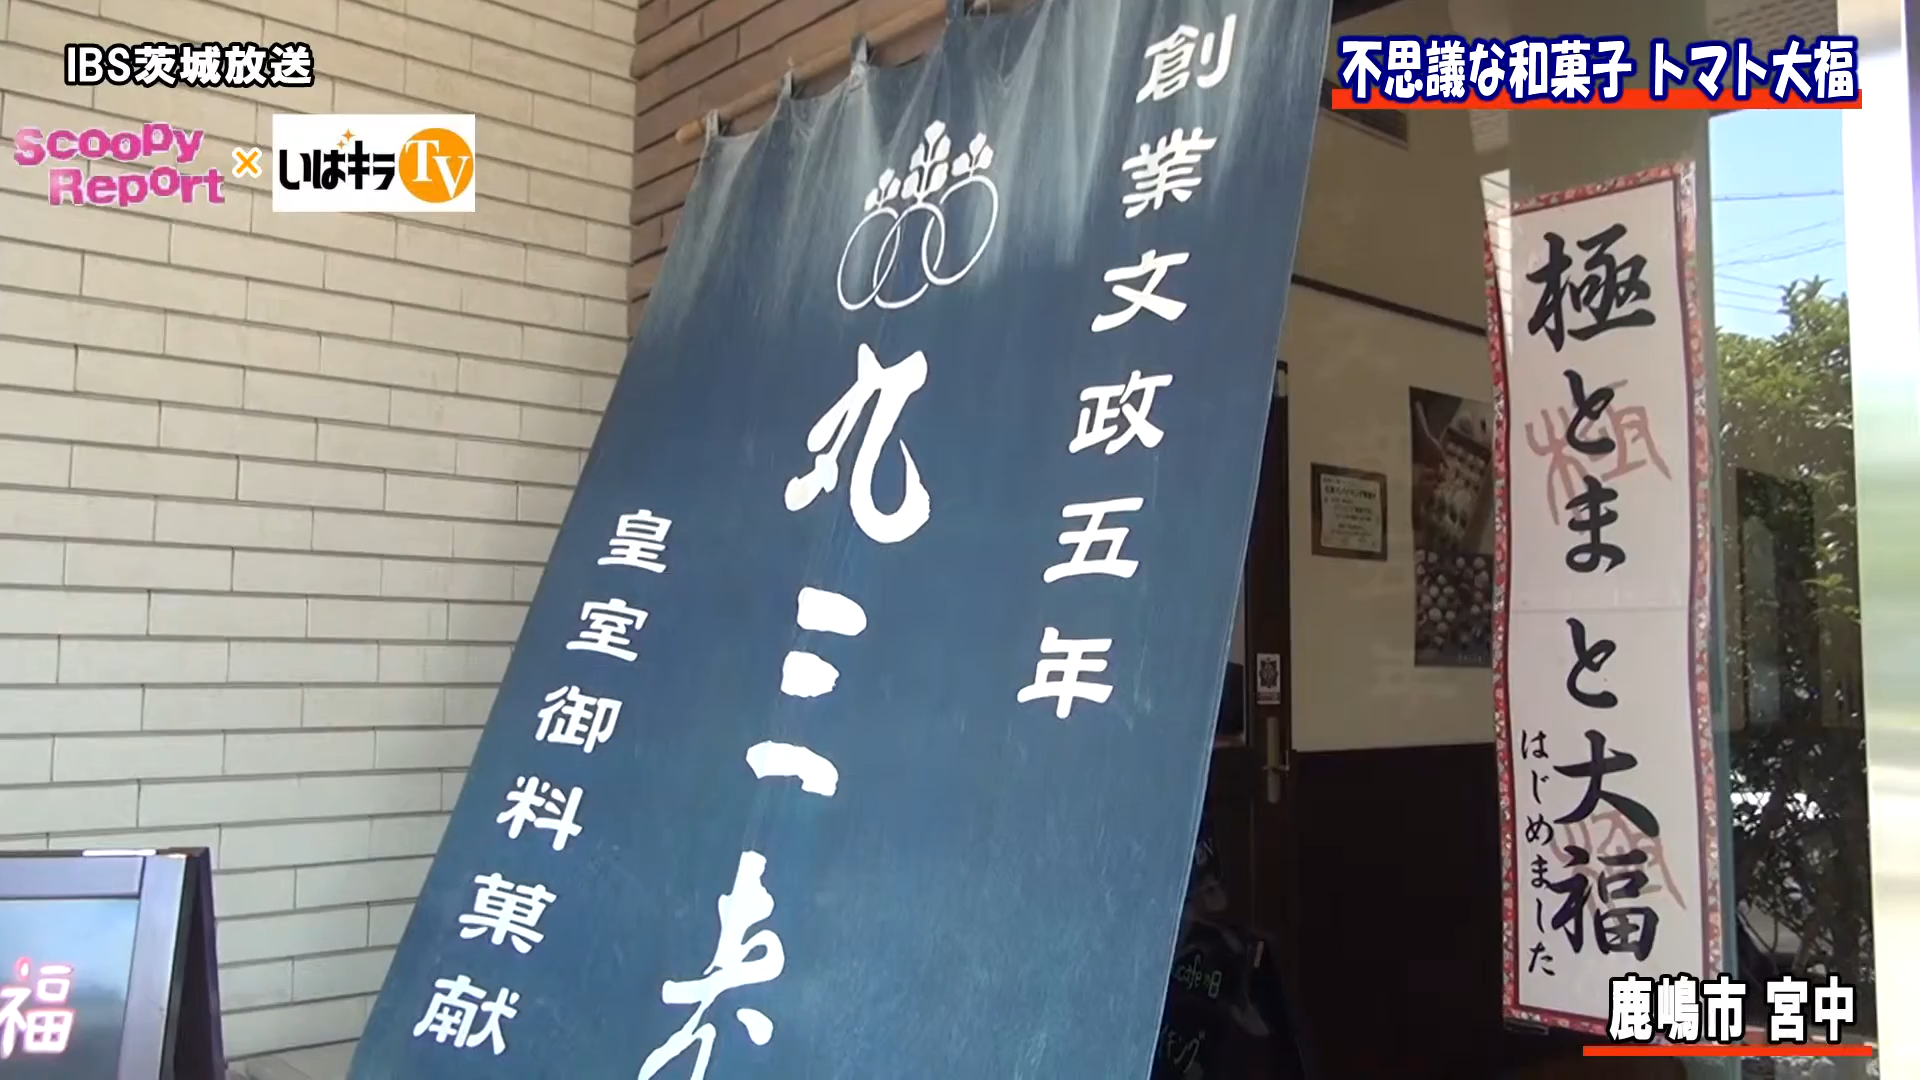 IBS茨城放送
Scoopy Report × いばキラTV
不思議な和菓子 トマト大福
創業文政五年
丸三
皇室御料菓献
極とまと大福
はじめました
福
鹿嶋市 宮中